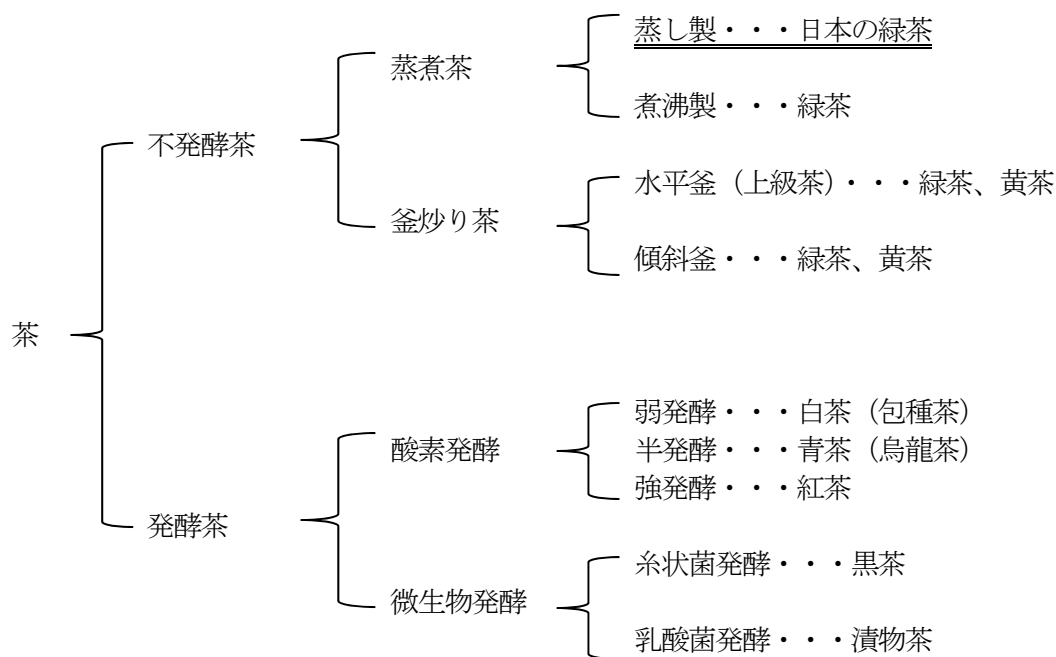 蒸し製・・・日本の緑茶
蒸煮茶
煮沸製・・・緑茶
不発酵茶
水平釜（上級茶）・・・緑茶、黄茶
釜炒り茶
傾斜釜・・・緑茶、黄茶
茶
弱発酵・・・白茶（包種茶）
酸素発酵
半発酵・・・青茶（烏龍茶）
強発酵・・・紅茶
発酵茶
糸状菌発酵・・・黒茶
微生物発酵
乳酸菌発酵・・・漬物茶